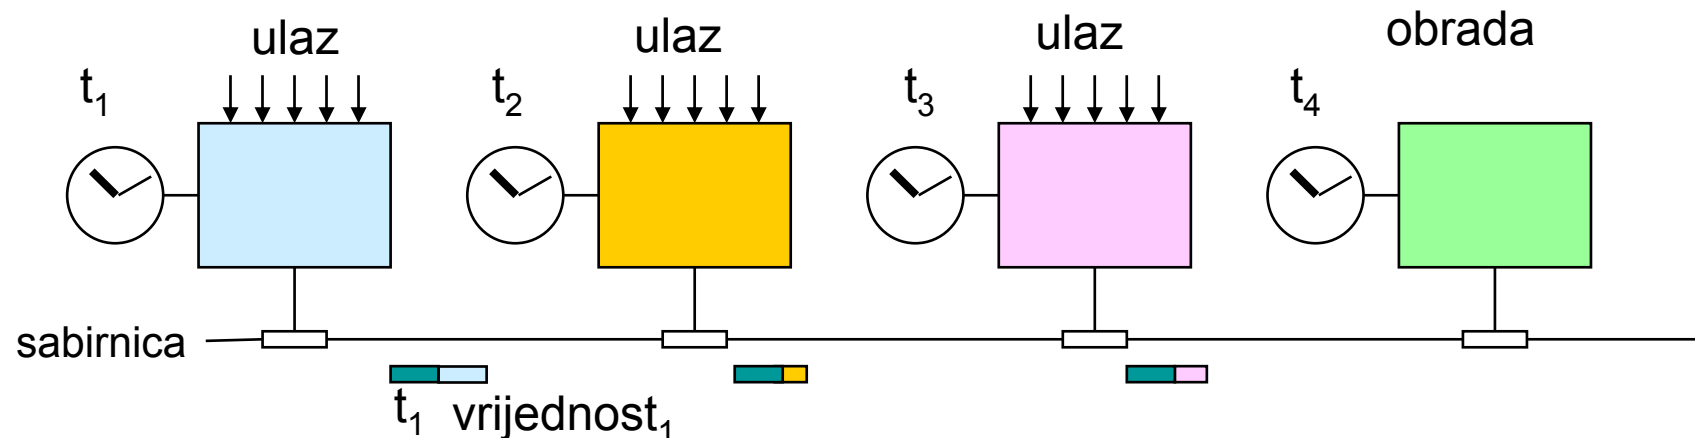 ulaz
ulaz
ulaz
obrada
t₁
t₂
t₃
t₄
sabirnica
t₁ vrijednost₁